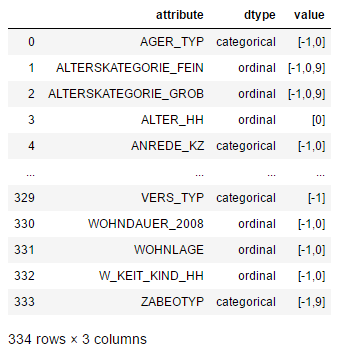 attribute dtype value
0 AGER_TYP categorical [-1,0]
1 ALTERSKATEGORIE_FEIN ordinal [-1,0,9]
2 ALTERSKATEGORIE_GROB ordinal [-1,0,9]
3 ALTER_HH ordinal [0]
4 ANREDE_KZ categorical [-1,0]
... ... ... ...
329 VERS_TYP categorical [-1]
330 WOHNDAUER_2008 ordinal [-1,0]
331 WOHNLAGE ordinal [-1,0]
332 W_KEIT_KIND_HH ordinal [-1,0]
333 ZABEOTYP categorical [-1,9]
334 rows × 3 columns